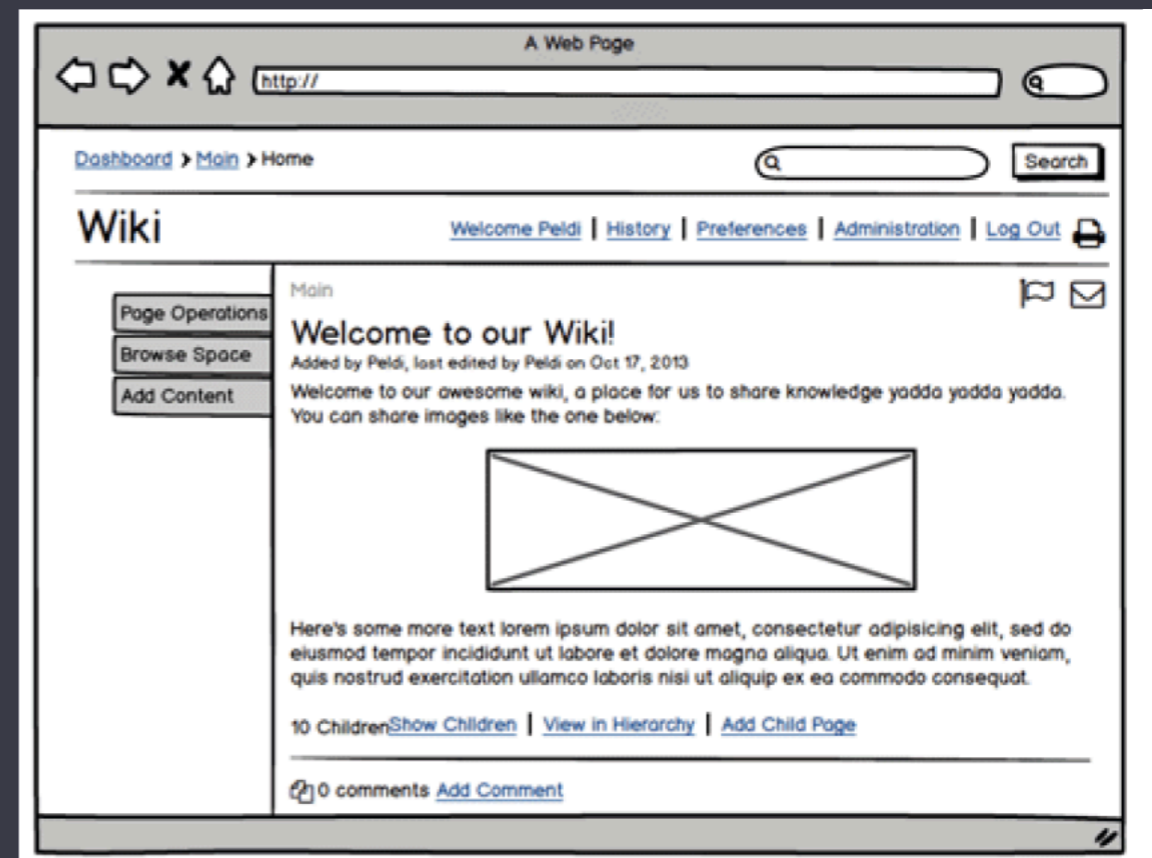 A Web Page
http://
Dashboard > Main > Home
Search
Wiki
Welcome Peldi | History | Preferences | Administration | Log Out
Page Operations
Browse Space
Add Content
Main
Welcome to our Wiki!
Added by Peldi, last edited by Peldi on Oct 17, 2013
Welcome to our awesome wiki, a place for us to share knowledge yadda yadda yadda.
You can share images like the one below:
Here's some more text lorem ipsum dolor sit amet, consectetur adipisicing elit, sed do
eiusmod tempor incididunt ut labore et dolore magna aliqua. Ut enim ad minim veniam,
quis nostrud exercitation ullamco laboris nisi ut aliquip ex ea commodo consequat.
10 Children Show Children | View in Hierarchy | Add Child Page
0 comments Add Comment